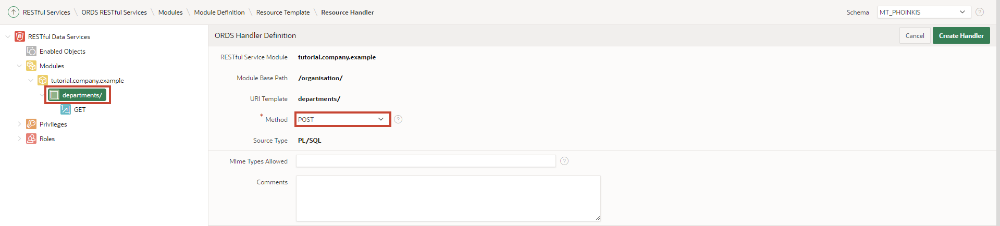 RESTful Services \ ORDS RESTful Services \ Modules \ Module Definition \ Resource Template \ Resource Handler
Schema MT_PHOINKIS ?
RESTful Data Services
Enabled Objects
Modules
tutorial.company.example
departments/
GET
Privileges
Roles
ORDS Handler Definition
Cancel
Create Handler
RESTful Service Module tutorial.company.example
Module Base Path /organisation/
URI Template departments/
* Method POST ?
Source Type PL/SQL
Mime Types Allowed ?
Comments